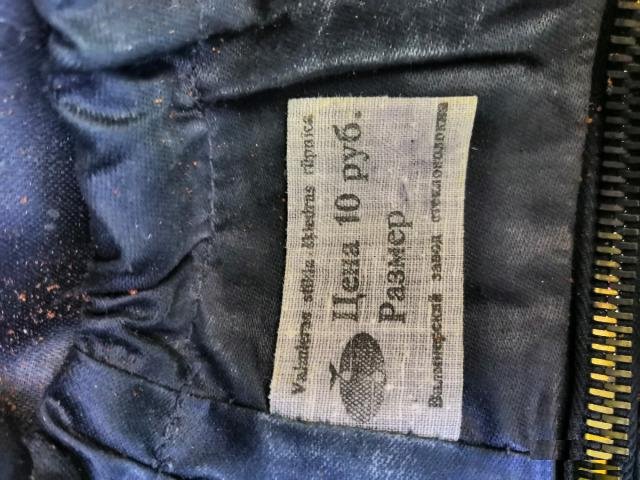 Valmieras stikla šķiedras rūpnīca
Цена 10 руб.
Размер
Валмиерский завод стекловолокна